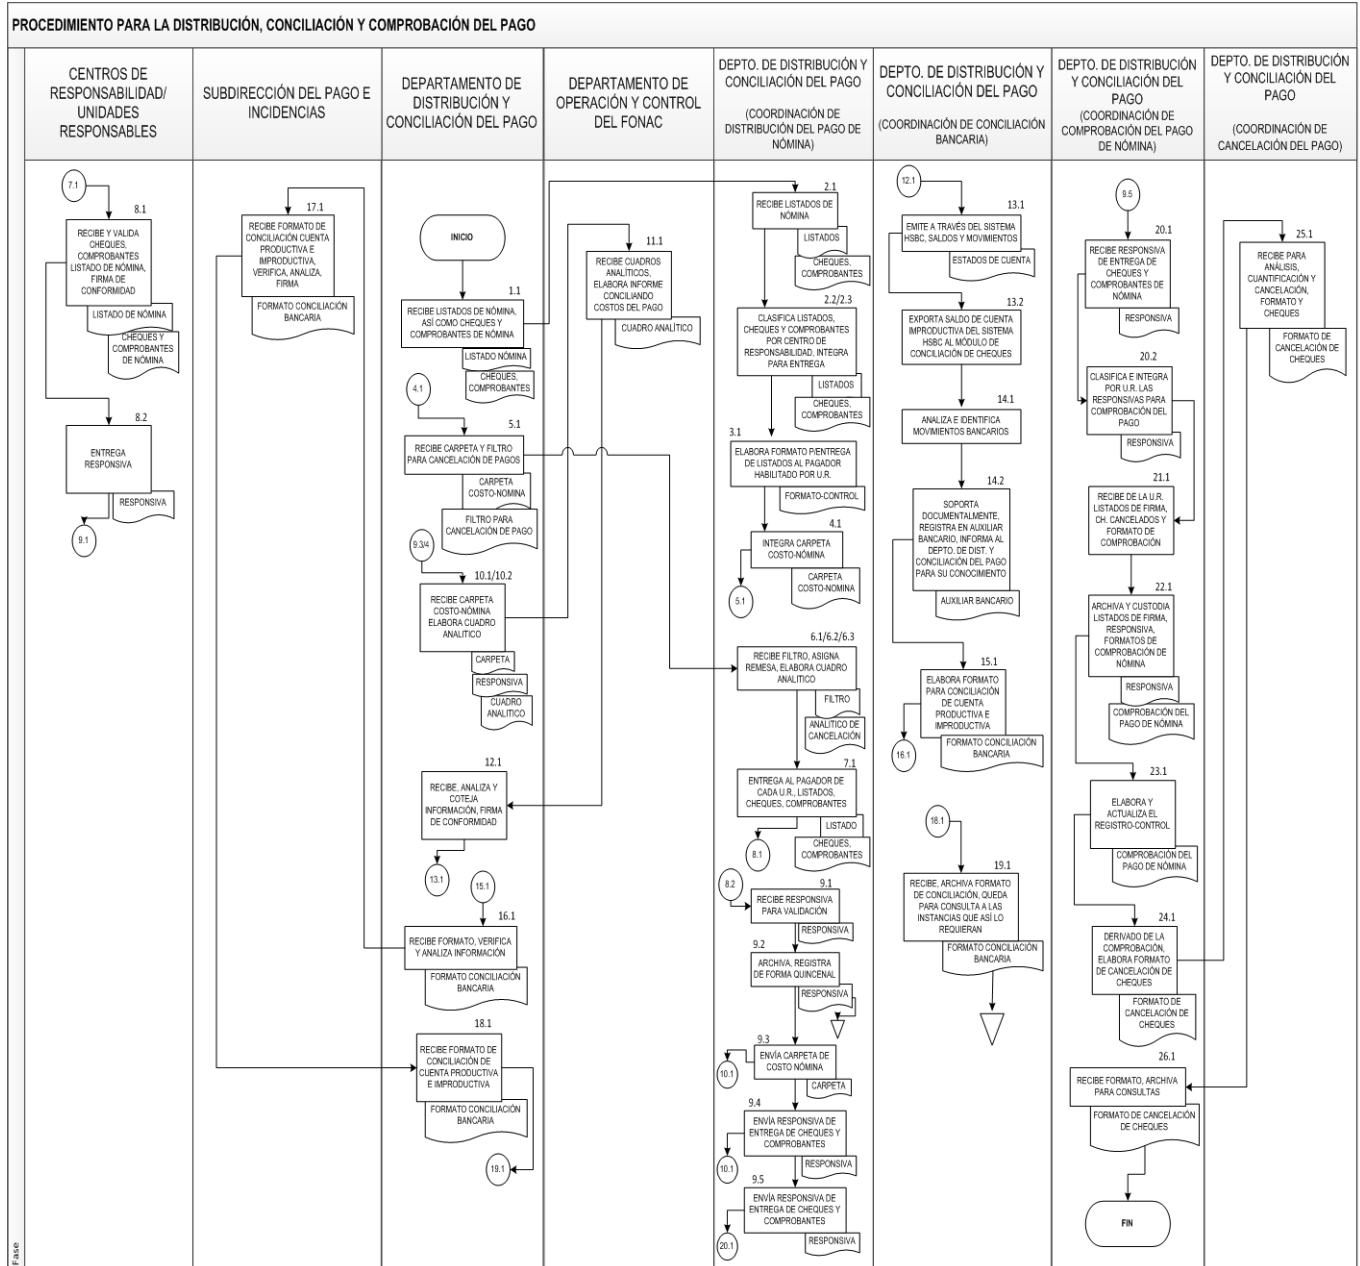 PROCEDIMIENTO PARA LA DISTRIBUCIÓN, CONCILIACIÓN Y COMPROBACIÓN DEL PAGO
CENTROS DE
RESPONSABILIDAD/
UNIDADES
RESPONSABLES
7.1
8.1
RECIBE Y VALIDA
CHEQUES,
COMPROBANTES
LISTADO DE NÓMINA,
FIRMA DE
CONFORMIDAD
LISTADO DE NÓMINA
CHEQUES Y
COMPROBANTES
DE NÓMINA
8.2
ENTREGA
RESPONSIVA
RESPONSIVA
9.1
Fase
SUBDIRECCIÓN DEL PAGO E
INCIDENCIAS
17.1
RECIBE FORMATO DE
CONCILIACIÓN CUENTA
PRODUCTIVA E
IMPRODUCTIVA,
VERIFICA, ANALIZA,
FIRMA
FORMATO CONCILIACIÓN
BANCARIA
DEPARTAMENTO DE
DISTRIBUCIÓN Y
CONCILIACIÓN DEL PAGO
INICIO
1.1
RECIBE LISTADOS DE NÓMINA,
ASÍ COMO CHEQUES Y
COMPROBANTES DE NÓMINA
LISTADO NÓMINA
CHEQUES,
COMPROBANTES
4.1
5.1
RECIBE CARPETA Y FILTRO
PARA CANCELACIÓN DE PAGOS
CARPETA
COSTO-NOMINA
FILTRO PARA
CANCELACIÓN DE PAGO
9.3/4
10.1/10.2
RECIBE CARPETA
COSTO-NÓMINA
ELABORA CUADRO
ANALITICO
CARPETA
RESPONSIVA
CUADRO
ANALITICO
12.1
RECIBE, ANALIZA Y
COTEJA
INFORMACIÓN, FIRMA
DE CONFORMIDAD
13.1
15.1
16.1
RECIBE FORMATO, VERIFICA
Y ANALIZA INFORMACIÓN
FORMATO CONCILIACIÓN
BANCARIA
18.1
RECIBE FORMATO DE
CONCILIACIÓN DE
CUENTA PRODUCTIVA
E IMPRODUCTIVA
FORMATO CONCILIACIÓN
BANCARIA
19.1
DEPARTAMENTO DE
OPERACIÓN Y CONTROL
DEL FONAC
11.1
RECIBE CUADROS
ANALÍTICOS,
ELABORA INFORME
CONCILIANDO
COSTOS DEL PAGO
CUADRO ANALÍTICO
DEPTO. DE DISTRIBUCIÓN Y
CONCILIACIÓN DEL PAGO
(COORDINACIÓN DE
DISTRIBUCIÓN DEL PAGO DE
NÓMINA)
2.1
RECIBE LISTADOS DE
NÓMINA
LISTADOS
CHEQUES,
COMPROBANTES
2.2/2.3
CLASIFICA LISTADOS,
CHEQUES Y COMPROBANTES
POR CENTRO DE
RESPONSABILIDAD, INTEGRA
PARA ENTREGA
LISTADOS
CHEQUES,
COMPROBANTES
3.1
ELABORA FORMATO P/ENTREGA
DE LISTADOS AL PAGADOR
HABILITADO POR U.R.
FORMATO-CONTROL
4.1
INTEGRA CARPETA
COSTO-NÓMINA
CARPETA
COSTO-NOMINA
5.1
6.1/6.2/6.3
RECIBE FILTRO, ASIGNA
REMESA, ELABORA CUADRO
ANALITICO
FILTRO
ANALITICO DE
CANCELACIÓN
7.1
ENTREGA AL PAGADOR DE
CADA U.R., LISTADOS,
CHEQUES, COMPROBANTES
LISTADO
CHEQUES,
COMPROBANTES
8.1
8.2
9.1
RECIBE RESPONSIVA
PARA VALIDACIÓN
RESPONSIVA
9.2
ARCHIVA, REGISTRA
DE FORMA QUINCENAL
RESPONSIVA
9.3
ENVÍA CARPETA DE
COSTO NÓMINA
CARPETA
10.1
9.4
ENVÍA RESPONSIVA DE
ENTREGA DE CHEQUES Y
COMPROBANTES
RESPONSIVA
10.1
9.5
ENVÍA RESPONSIVA DE
ENTREGA DE CHEQUES Y
COMPROBANTES
RESPONSIVA
20.1
DEPTO. DE DISTRIBUCIÓN Y
CONCILIACIÓN DEL PAGO
(COORDINACIÓN DE CONCILIACIÓN
BANCARIA)
12.1
13.1
EMITE A TRAVÉS DEL SISTEMA
HSBC, SALDOS Y MOVIMIENTOS
ESTADOS DE CUENTA
13.2
EXPORTA SALDO DE CUENTA
IMPRODUCTIVA DEL SISTEMA
HSBC AL MÓDULO DE
CONCILIACIÓN DE CHEQUES
14.1
ANALIZA E IDENTIFICA
MOVIMIENTOS BANCARIOS
14.2
SOPORTA
DOCUMENTALMENTE,
REGISTRA EN AUXILIAR
BANCARIO, INFORMA AL
DEPTO. DE DIST. Y
CONCILIACIÓN DEL PAGO
PARA SU CONOCIMIENTO
AUXILIAR BANCARIO
15.1
ELABORA FORMATO
PARA CONCILIACIÓN
DE CUENTA
PRODUCTIVA E
IMPRODUCTIVA
FORMATO CONCILIACIÓN
BANCARIA
16.1
18.1
19.1
RECIBE, ARCHIVA FORMATO
DE CONCILIACIÓN, QUEDA
PARA CONSULTA A LAS
INSTANCIAS QUE ASÍ LO
REQUIERAN
FORMATO CONCILIACIÓN
BANCARIA
DEPTO. DE DISTRIBUCIÓN
Y CONCILIACIÓN DEL
PAGO
(COORDINACIÓN DE
COMPROBACIÓN DEL PAGO
DE NÓMINA)
9.5
20.1
RECIBE RESPONSIVA
DE ENTREGA DE
CHEQUES Y
COMPROBANTES DE
NÓMINA
RESPONSIVA
20.2
CLASIFICA E INTEGRA
POR U.R. LAS
RESPONSIVAS PARA
COMPROBACIÓN DEL
PAGO
RESPONSIVA
21.1
RECIBE DE LA U.R.
LISTADOS DE FIRMA,
CH. CANCELADOS Y
FORMATO DE
COMPROBACIÓN
22.1
ARCHIVA Y CUSTODIA
LISTADOS DE FIRMA,
RESPONSIVA,
FORMATOS DE
COMPROBACIÓN DE
NÓMINA
RESPONSIVA
COMPROBACIÓN DEL
PAGO DE NÓMINA
23.1
ELABORA Y
ACTUALIZA EL
REGISTRO-CONTROL
COMPROBACIÓN DEL
PAGO DE NÓMINA
24.1
DERIVADO DE LA
COMPROBACIÓN,
ELABORA FORMATO
DE CANCELACIÓN DE
CHEQUES
FORMATO DE
CANCELACIÓN DE
CHEQUES
26.1
RECIBE FORMATO, ARCHIVA
PARA CONSULTAS
FORMATO DE CANCELACIÓN
DE CHEQUES
FIN
DEPTO. DE DISTRIBUCIÓN
Y CONCILIACIÓN DEL
PAGO
(COORDINACIÓN DE
CANCELACIÓN DEL PAGO)
25.1
RECIBE PARA
ANÁLISIS,
CUANTIFICACIÓN Y
CANCELACIÓN,
FORMATO Y
CHEQUES
FORMATO DE
CANCELACIÓN DE
CHEQUES